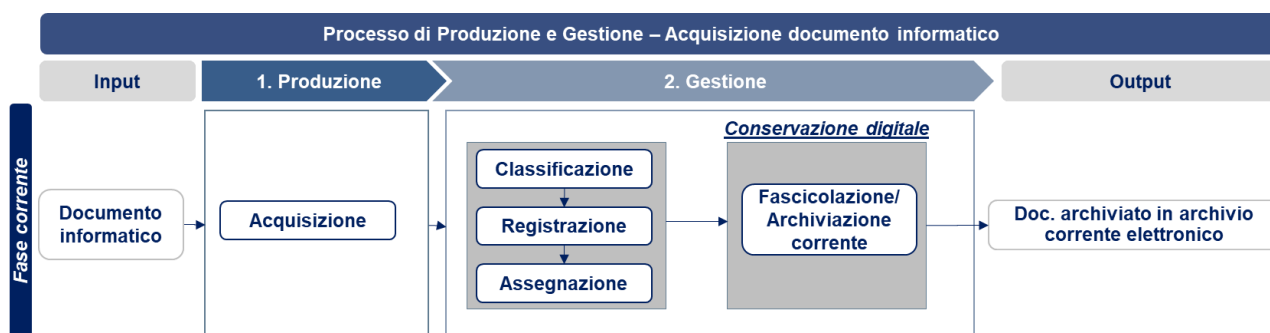 Processo di Produzione e Gestione – Acquisizione documento informatico
Input
1. Produzione
2. Gestione
Output
Fase corrente
Documento
informatico
Acquisizione
Classificazione
Registrazione
Assegnazione
Conservazione digitale
Fascicolazione/
Archiviazione
corrente
Doc. archiviato in archivio
corrente elettronico